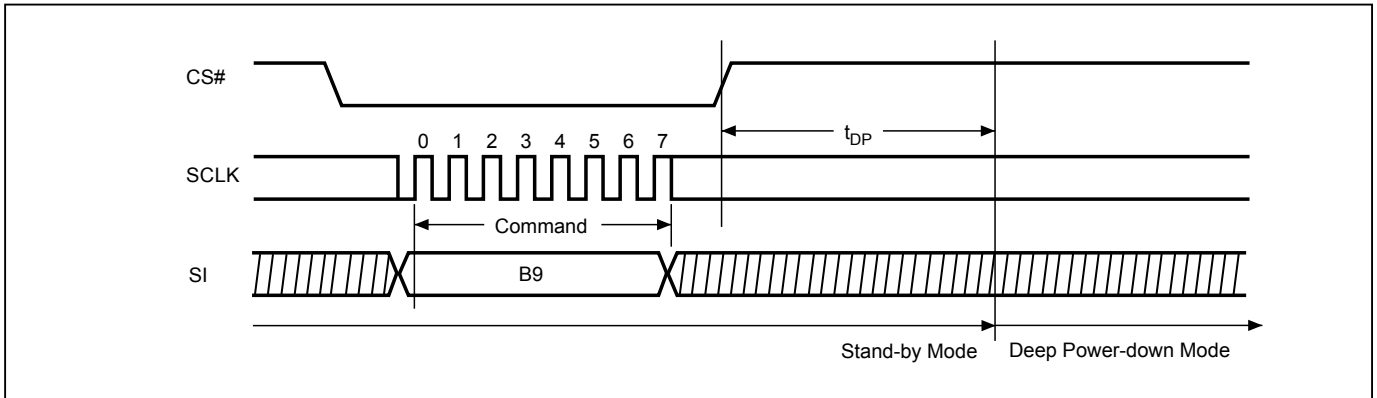 CS#
t_DP
0 1 2 3 4 5 6 7
SCLK
Command
SI
B9
Stand-by Mode
Deep Power-down Mode